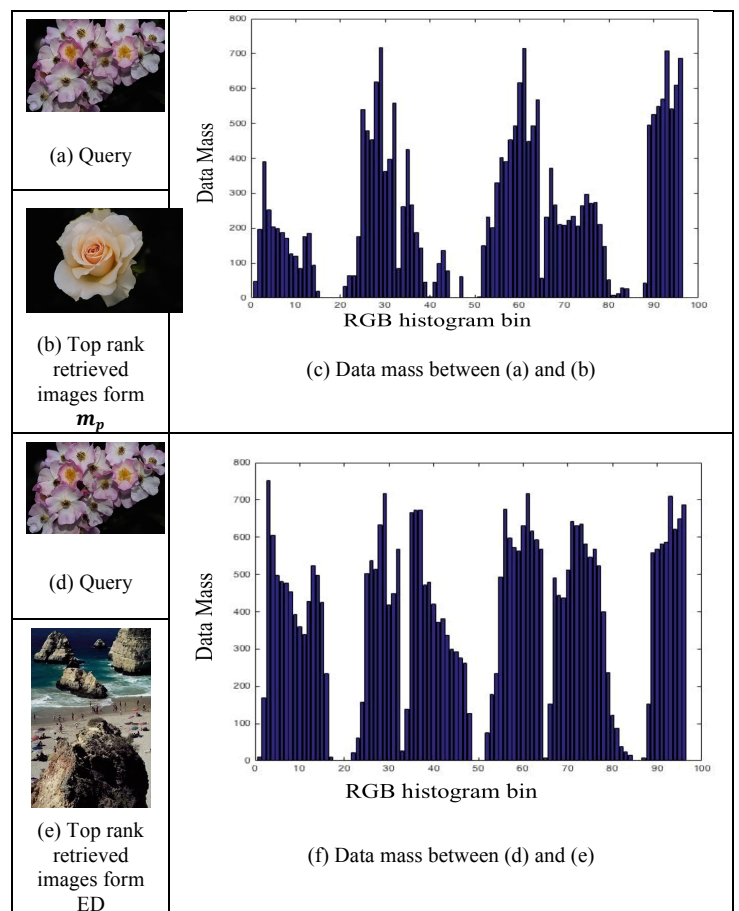 (a) Query
(b) Top rank
retrieved
images form
m_p
800
700
600
500
400
300
200
100
0
Data Mass
0 10 20 30 40 50 60 70 80 90 100
RGB histogram bin
(c) Data mass between (a) and (b)
(d) Query
(e) Top rank
retrieved
images form
ED
800
700
600
500
400
300
200
100
0
Data Mass
0 10 20 30 40 50 60 70 80 90 100
RGB histogram bin
(f) Data mass between (d) and (e)